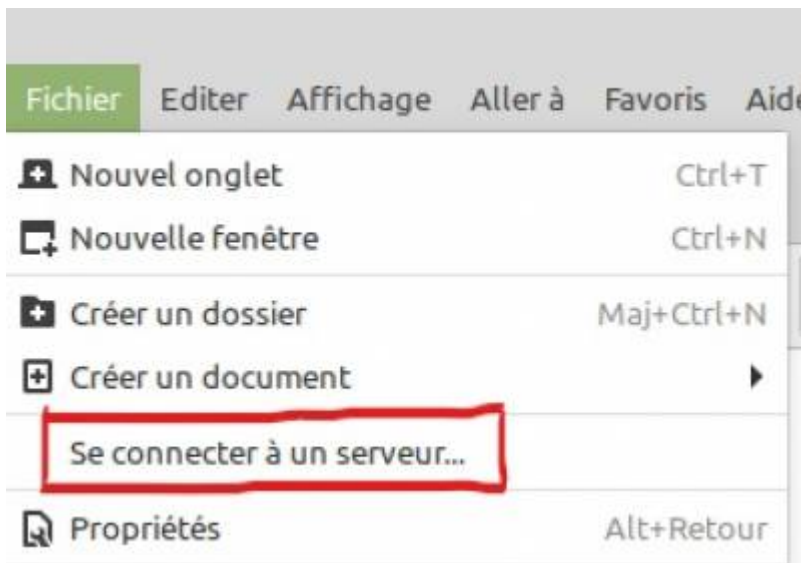 Fichier Editer Affichage Aller à Favoris Aide
Nouvel onglet Ctrl+T
Nouvelle fenêtre Ctrl+N
Créer un dossier Maj+Ctrl+N
Créer un document
Se connecter à un serveur...
Propriétés Alt+Retour